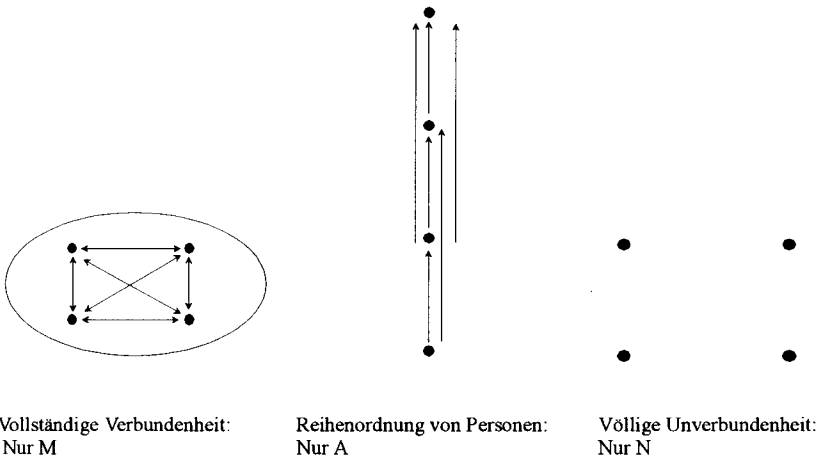 Vollständige Verbundenheit:
Nur M
Reihenordnung von Personen:
Nur A
Völlige Unverbundenheit:
Nur N